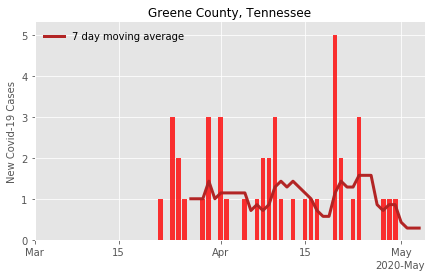 Greene County, Tennessee
7 day moving average
New Covid-19 Cases
5
4
3
2
1
0
Mar
15
Apr
15
May
2020-May